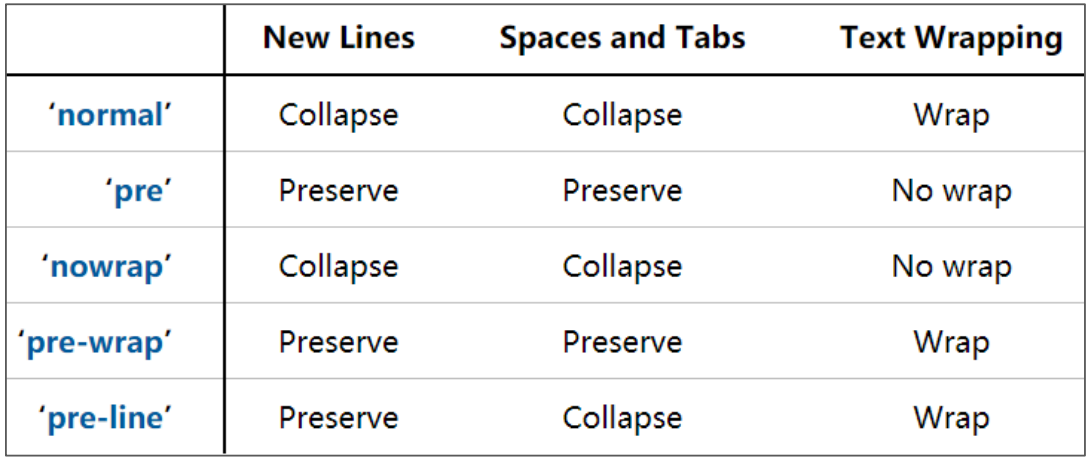 New Lines Spaces and Tabs Text Wrapping
‘normal’ Collapse Collapse Wrap
‘pre’ Preserve Preserve No wrap
‘nowrap’ Collapse Collapse No wrap
‘pre-wrap’ Preserve Preserve Wrap
‘pre-line’ Preserve Collapse Wrap